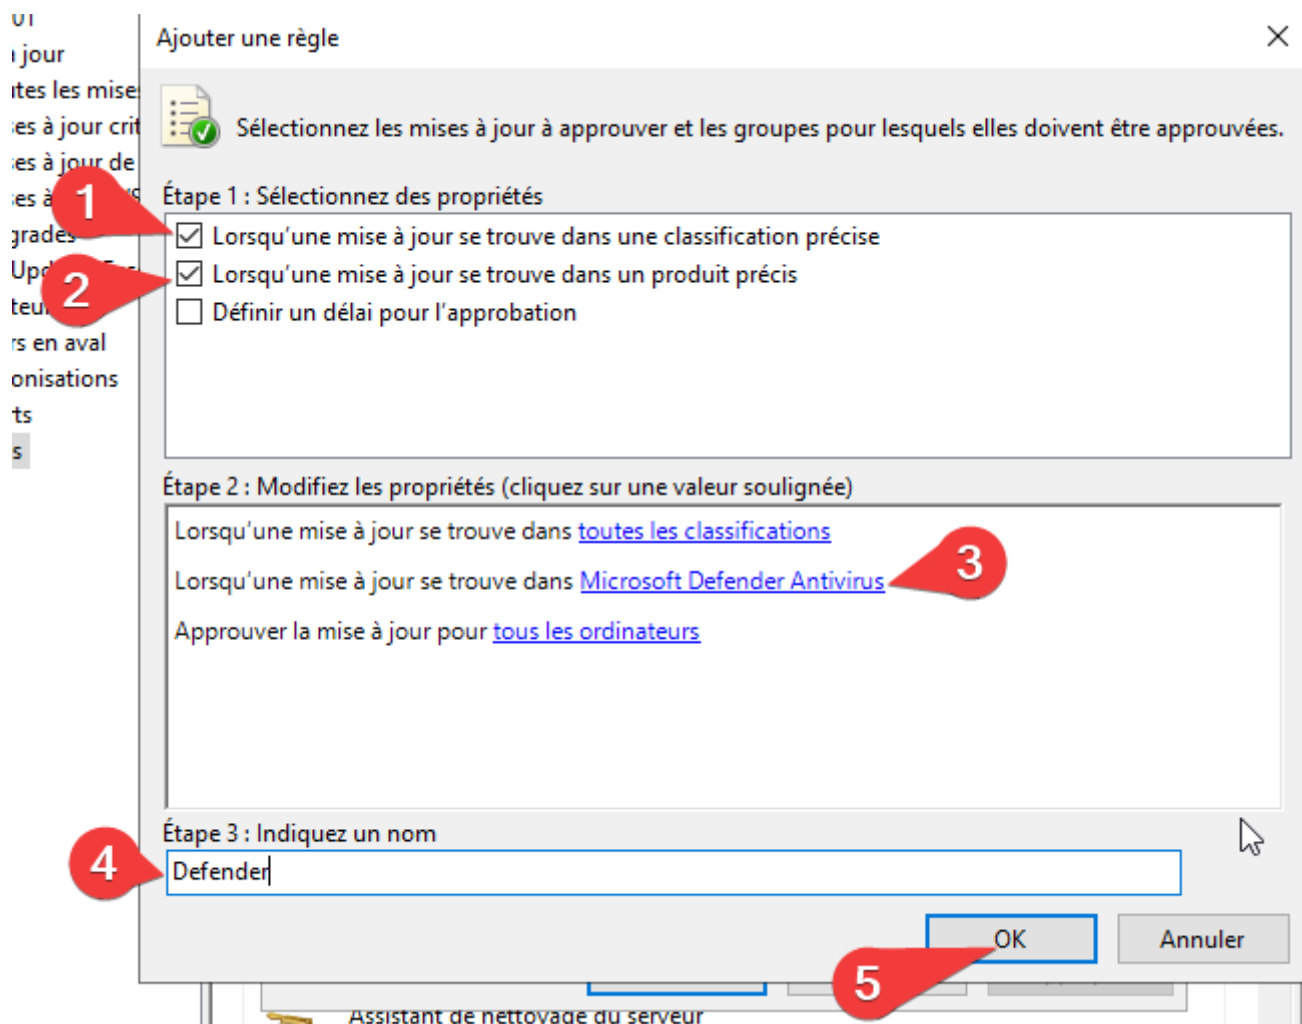 Ajouter une règle
à jour
utes les mise
Sélectionnez les mises à jour à approuver et les groupes pour lesquels elles doivent être approuvées.
ses à jour crit
ses à jour de
ses à
Étape 1 : Sélectionnez des propriétés
1
Lorsqu'une mise à jour se trouve dans une classification précise
grades
2
Lorsqu'une mise à jour se trouve dans un produit précis
Définir un délai pour l'approbation
teu
rs en aval
onisations
ts
s
Étape 2 : Modifiez les propriétés (cliquez sur une valeur soulignée)
Lorsqu'une mise à jour se trouve dans toutes les classifications
Lorsqu'une mise à jour se trouve dans Microsoft Defender Antivirus
3
Approuver la mise à jour pour tous les ordinateurs
Étape 3 : Indiquez un nom
4
Defender
OK
Annuler
5
Assistant de nettoyage du serveur